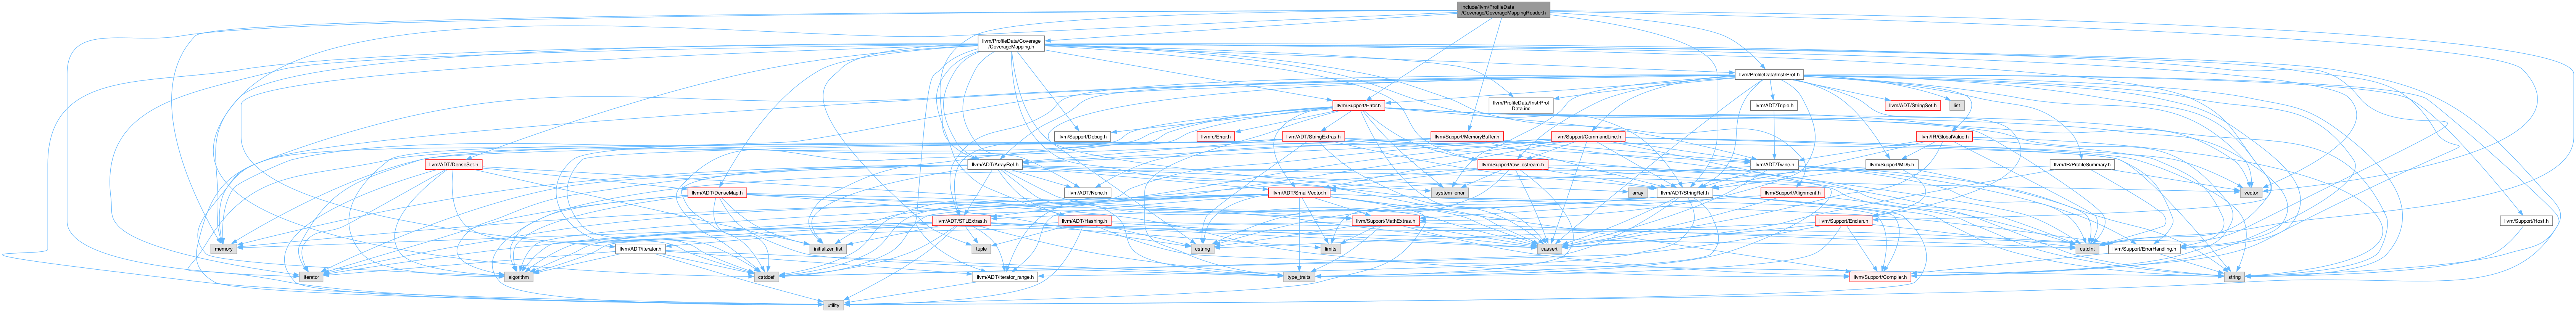 include/llvm/ProfileData
/Coverage/CoverageMappingReader.h
llvm/ProfileData/Coverage
/CoverageMapping.h
llvm/ProfileData/InstrProf.h
llvm/Support/Error.h
llvm/ProfileData/InstrProf
Data.inc
llvm/ADT/Triple.h
llvm/ADT/StringSet.h
list
llvm/Support/Debug.h
llvm-c/Error.h
llvm/ADT/StringExtras.h
llvm/Support/MemoryBuffer.h
llvm/Support/CommandLine.h
llvm/IR/GlobalValue.h
llvm/ADT/DenseSet.h
llvm/ADT/ArrayRef.h
llvm/Support/raw_ostream.h
llvm/ADT/Twine.h
llvm/Support/MD5.h
llvm/IR/ProfileSummary.h
llvm/ADT/DenseMap.h
llvm/ADT/None.h
llvm/ADT/SmallVector.h
system_error
array
llvm/ADT/StringRef.h
llvm/Support/Alignment.h
vector
llvm/ADT/STLExtras.h
llvm/ADT/Hashing.h
llvm/Support/MathExtras.h
llvm/Support/Endian.h
llvm/Support/Host.h
memory
llvm/ADT/iterator.h
initializer_list
tuple
cstring
limits
cassert
cstdint
llvm/Support/ErrorHandling.h
iterator
algorithm
cstddef
llvm/ADT/iterator_range.h
type_traits
llvm/Support/Compiler.h
string
utility